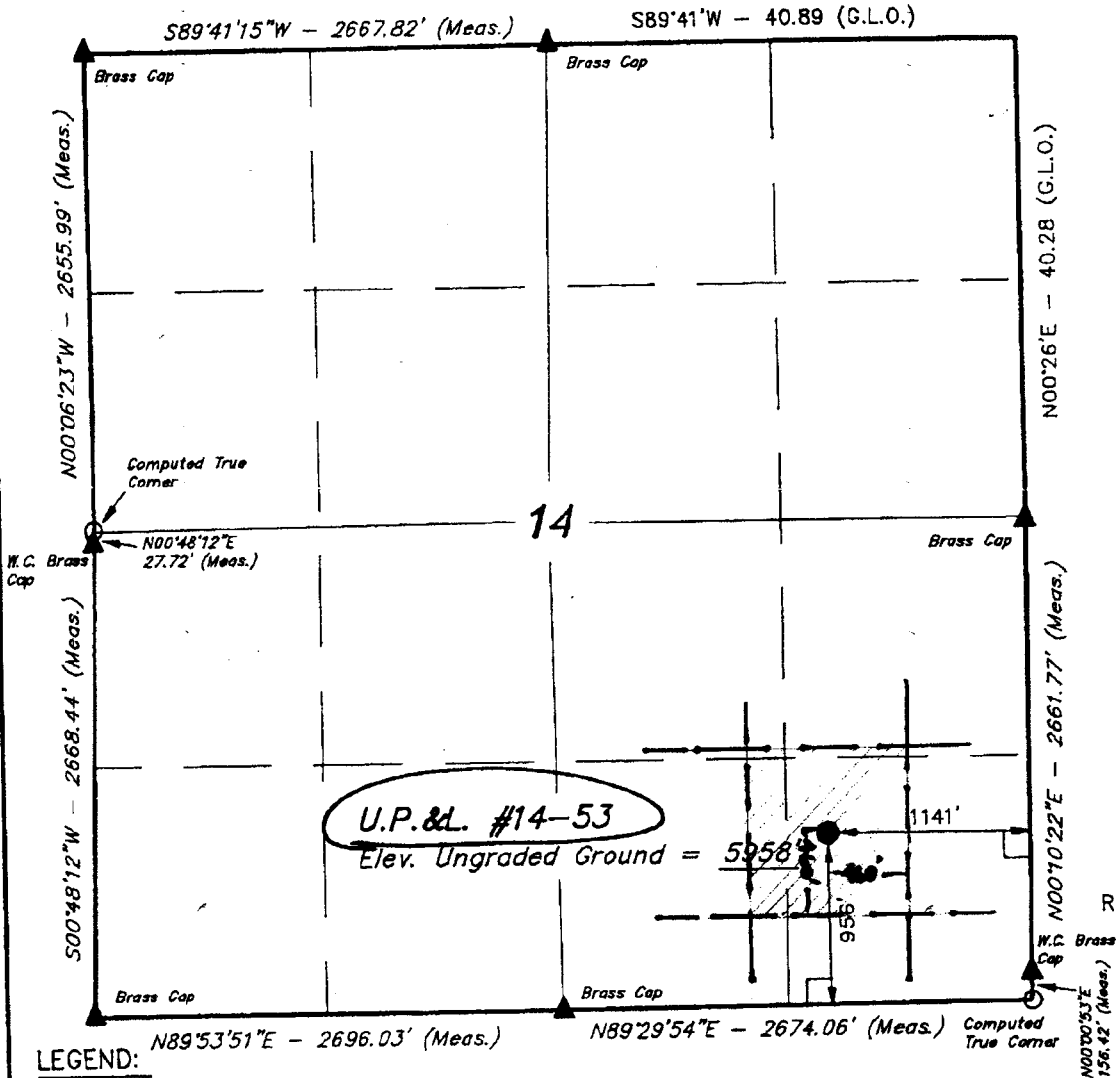 S89°41'15"W – 2667.82' (Meas.)
S89°41'W – 40.89 (G.L.O.)
Brass Cap
Brass Cap
N00°06'23"W – 2655.99' (Meas.)
N00°26'E – 40.28 (G.L.O.)
Computed True
Corner
14
N00°48'12"E
27.72' (Meas.)
W.C. Brass
Cap
Brass Cap
S00°48'12"W – 2668.44' (Meas.)
N00°10'22"E – 2661.77' (Meas.)
U.P.&L. #14-53
Elev. Ungraded Ground = 5958'
1141'
956'
R
W.C. Brass
Cap
N00°00'53"E
156.42' (Meas.)
Brass Cap
Brass Cap
N89°53'51"E – 2696.03' (Meas.)
N89°29'54"E – 2674.06' (Meas.)
Computed
True Corner
LEGEND: